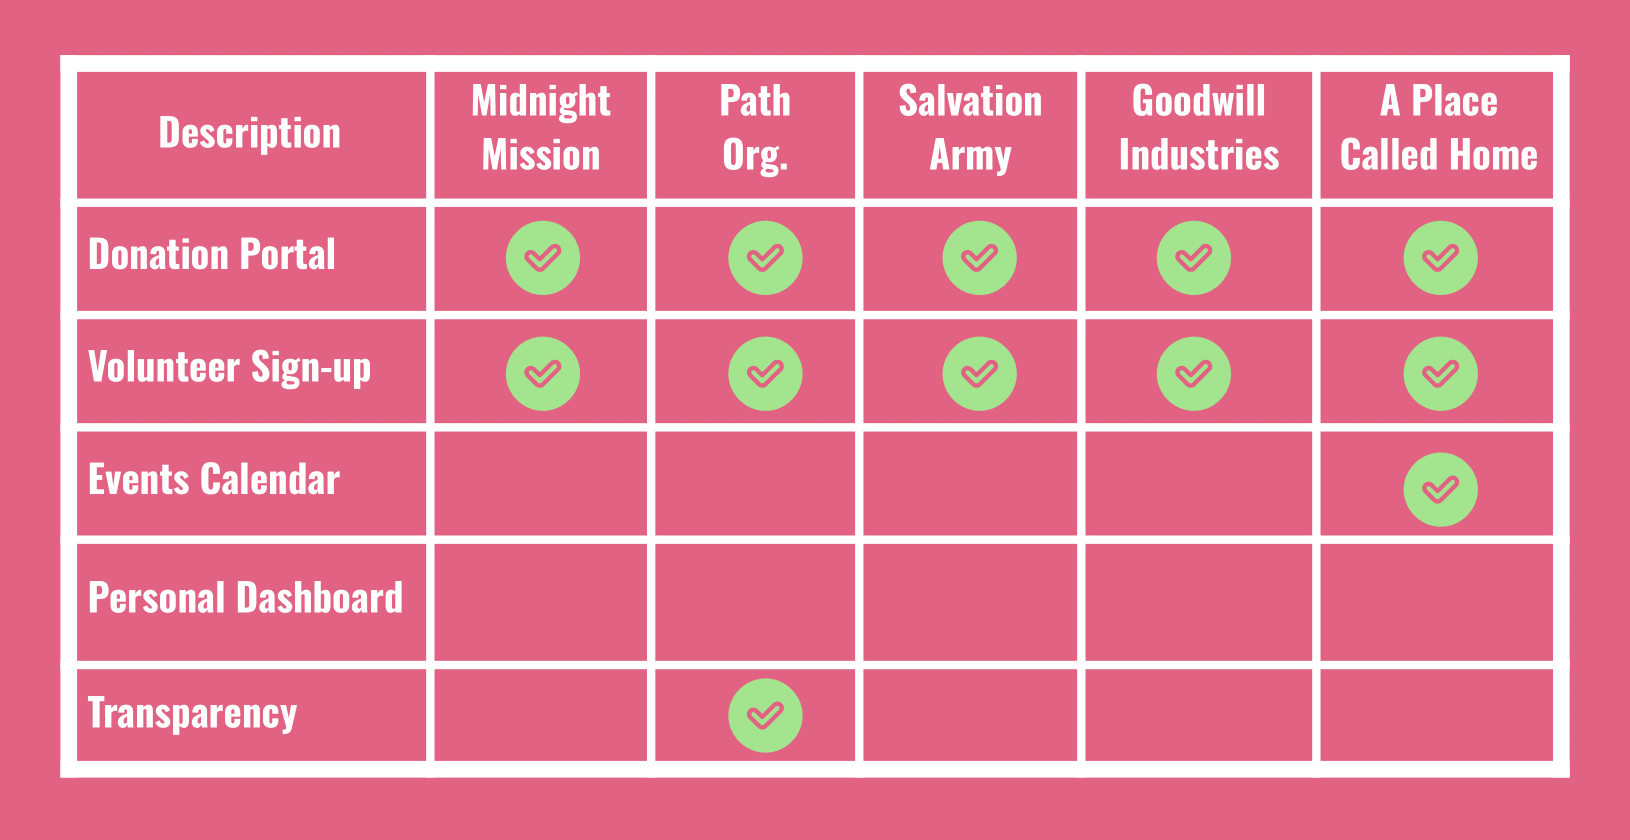 Description
Midnight
Mission
Path
Org.
Salvation
Army
Goodwill
Industries
A Place
Called Home
Donation Portal
Volunteer Sign-up
Events Calendar
Personal Dashboard
Transparency